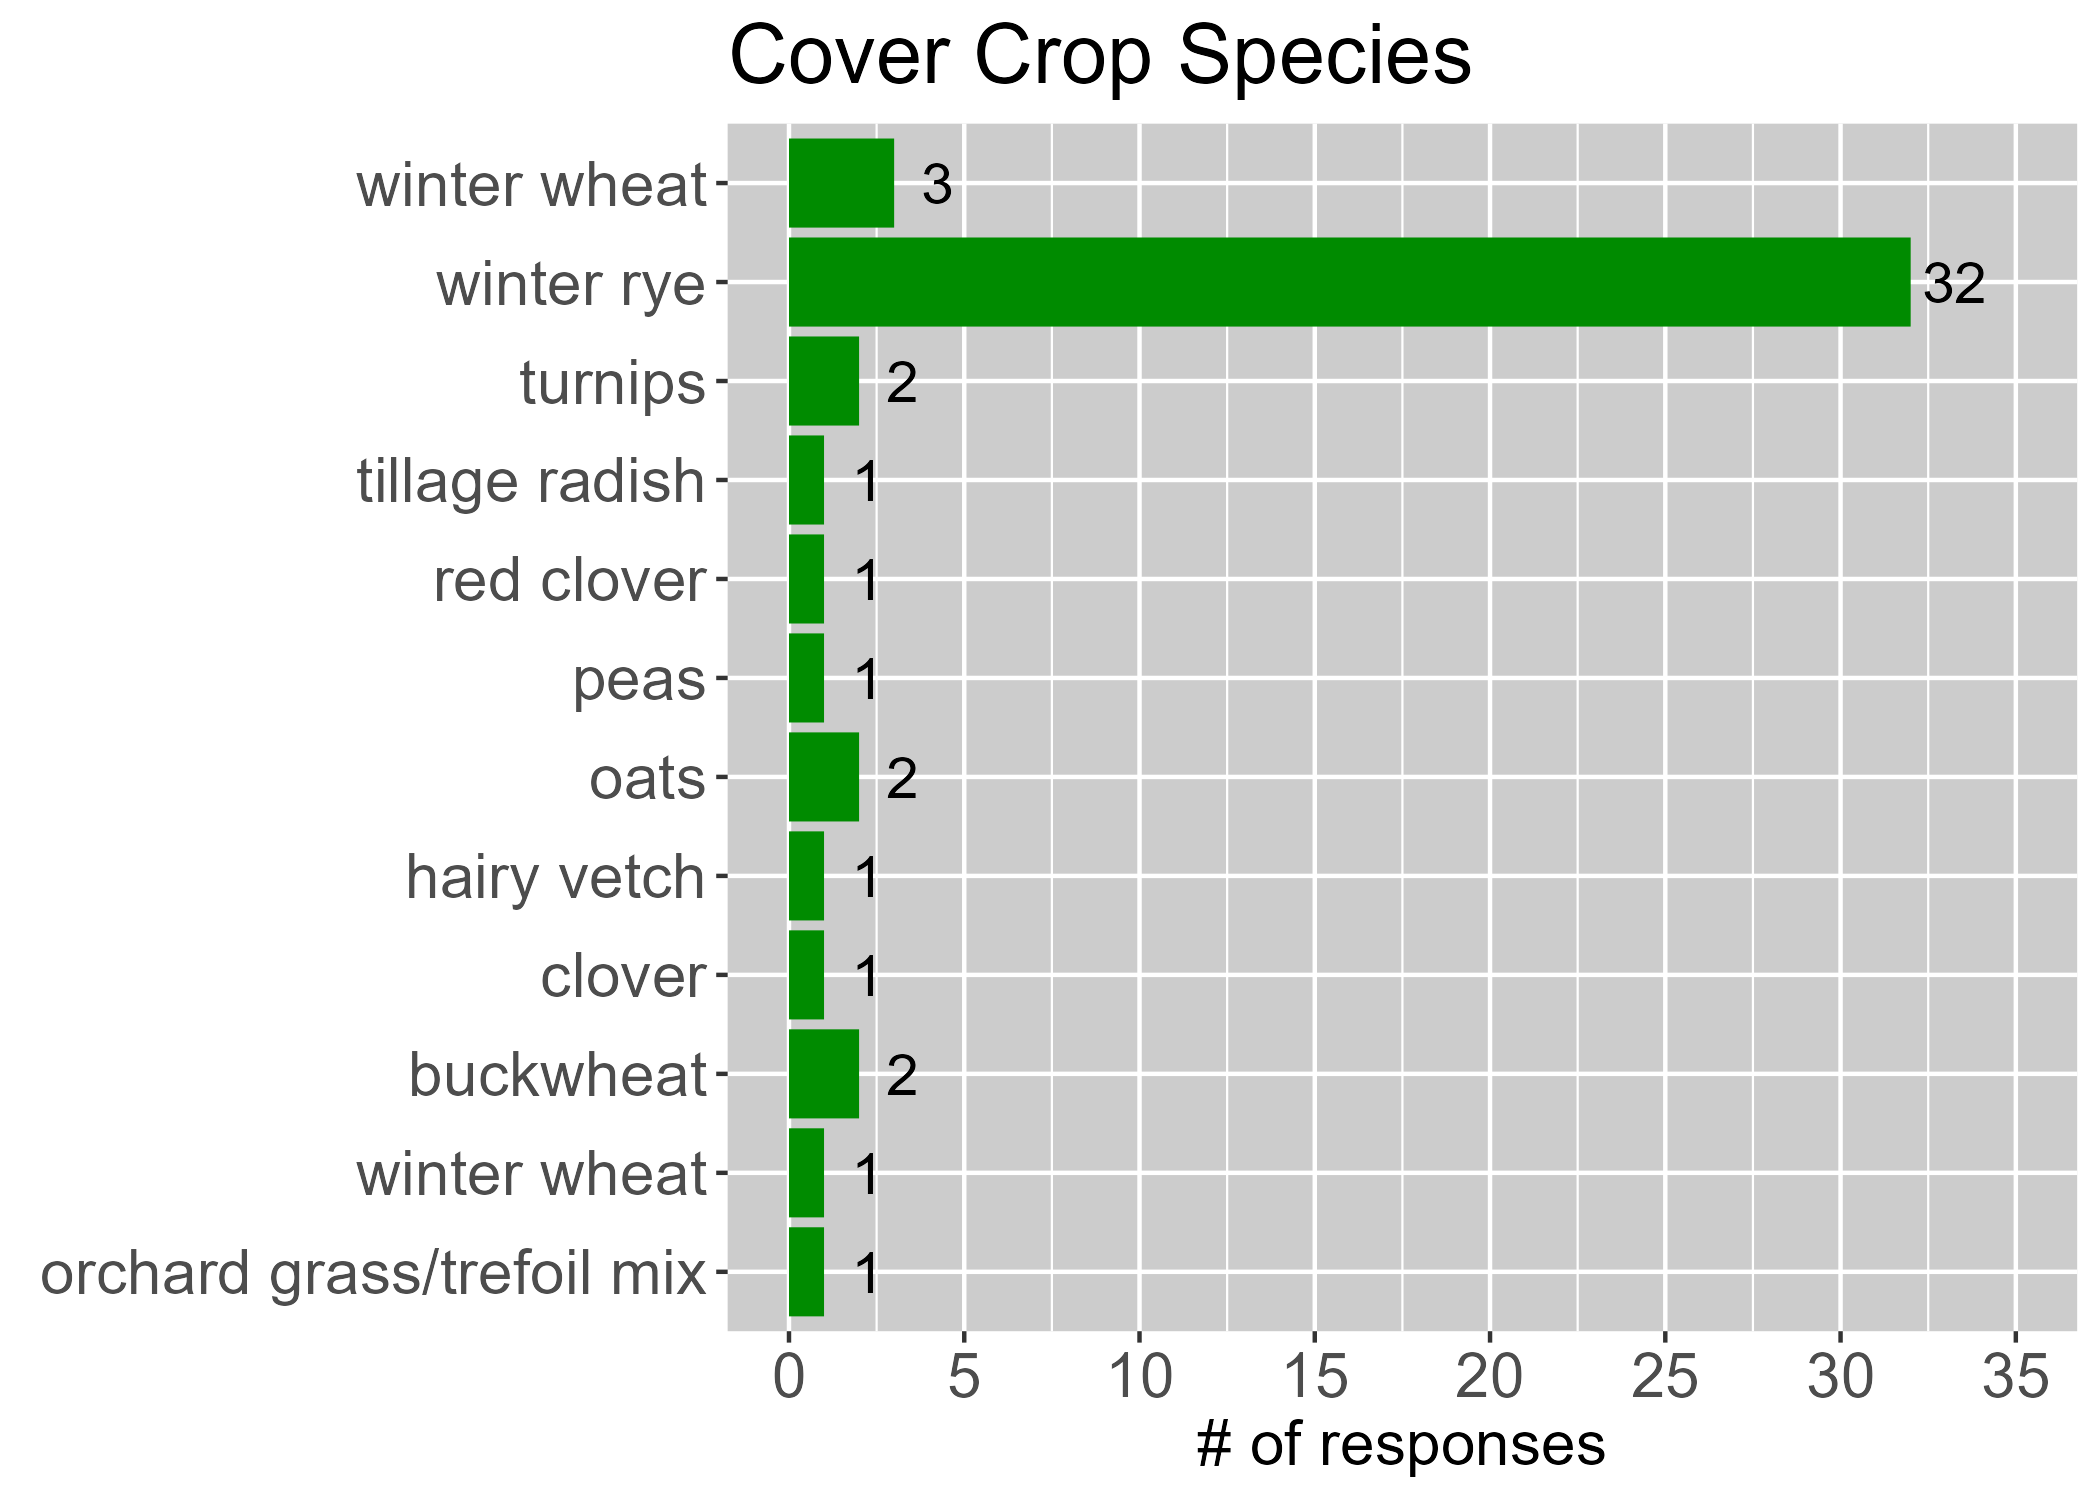 Cover Crop Species
winter wheat 3
winter rye 32
turnips 2
tillage radish 1
red clover 1
peas 1
oats 2
hairy vetch 1
clover 1
buckwheat 2
winter wheat 1
orchard grass/trefoil mix 1
0 5 10 15 20 25 30 35
# of responses